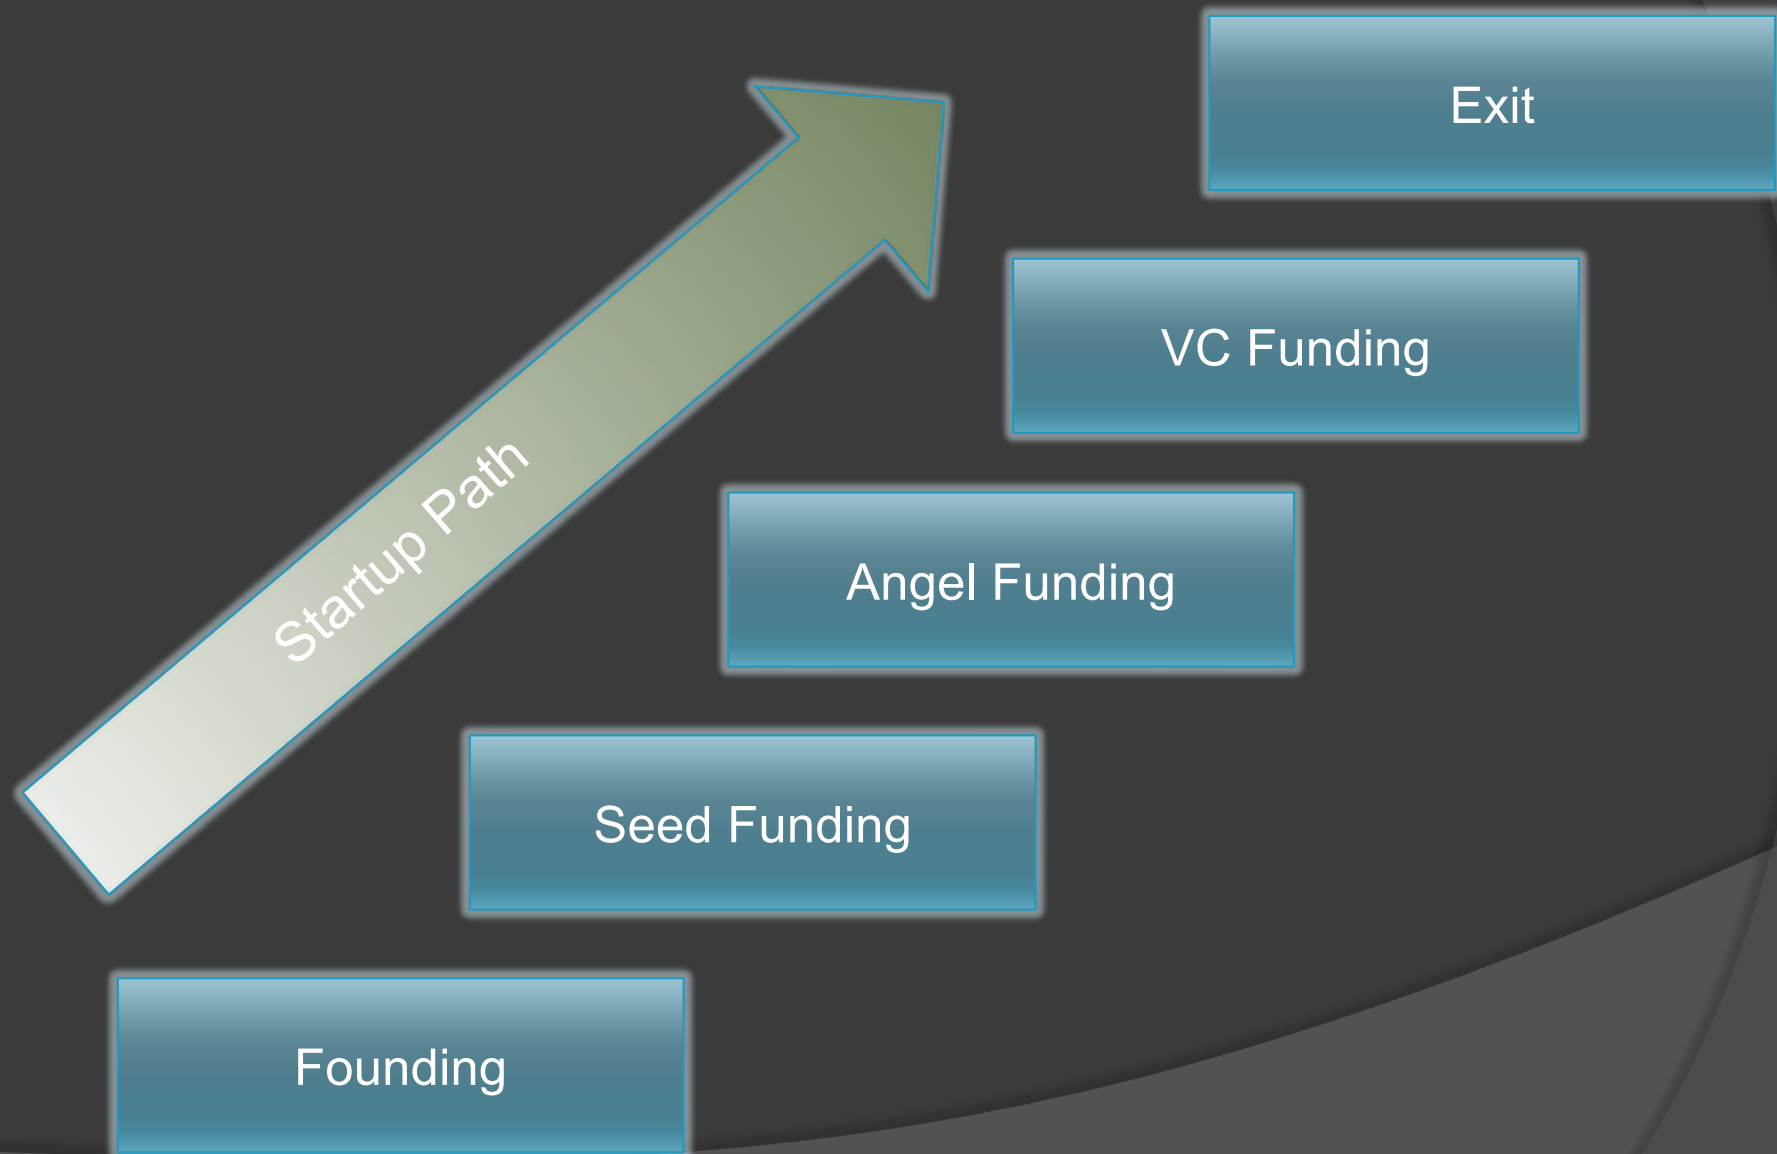 Exit
VC Funding
Startup Path
Angel Funding
Seed Funding
Founding